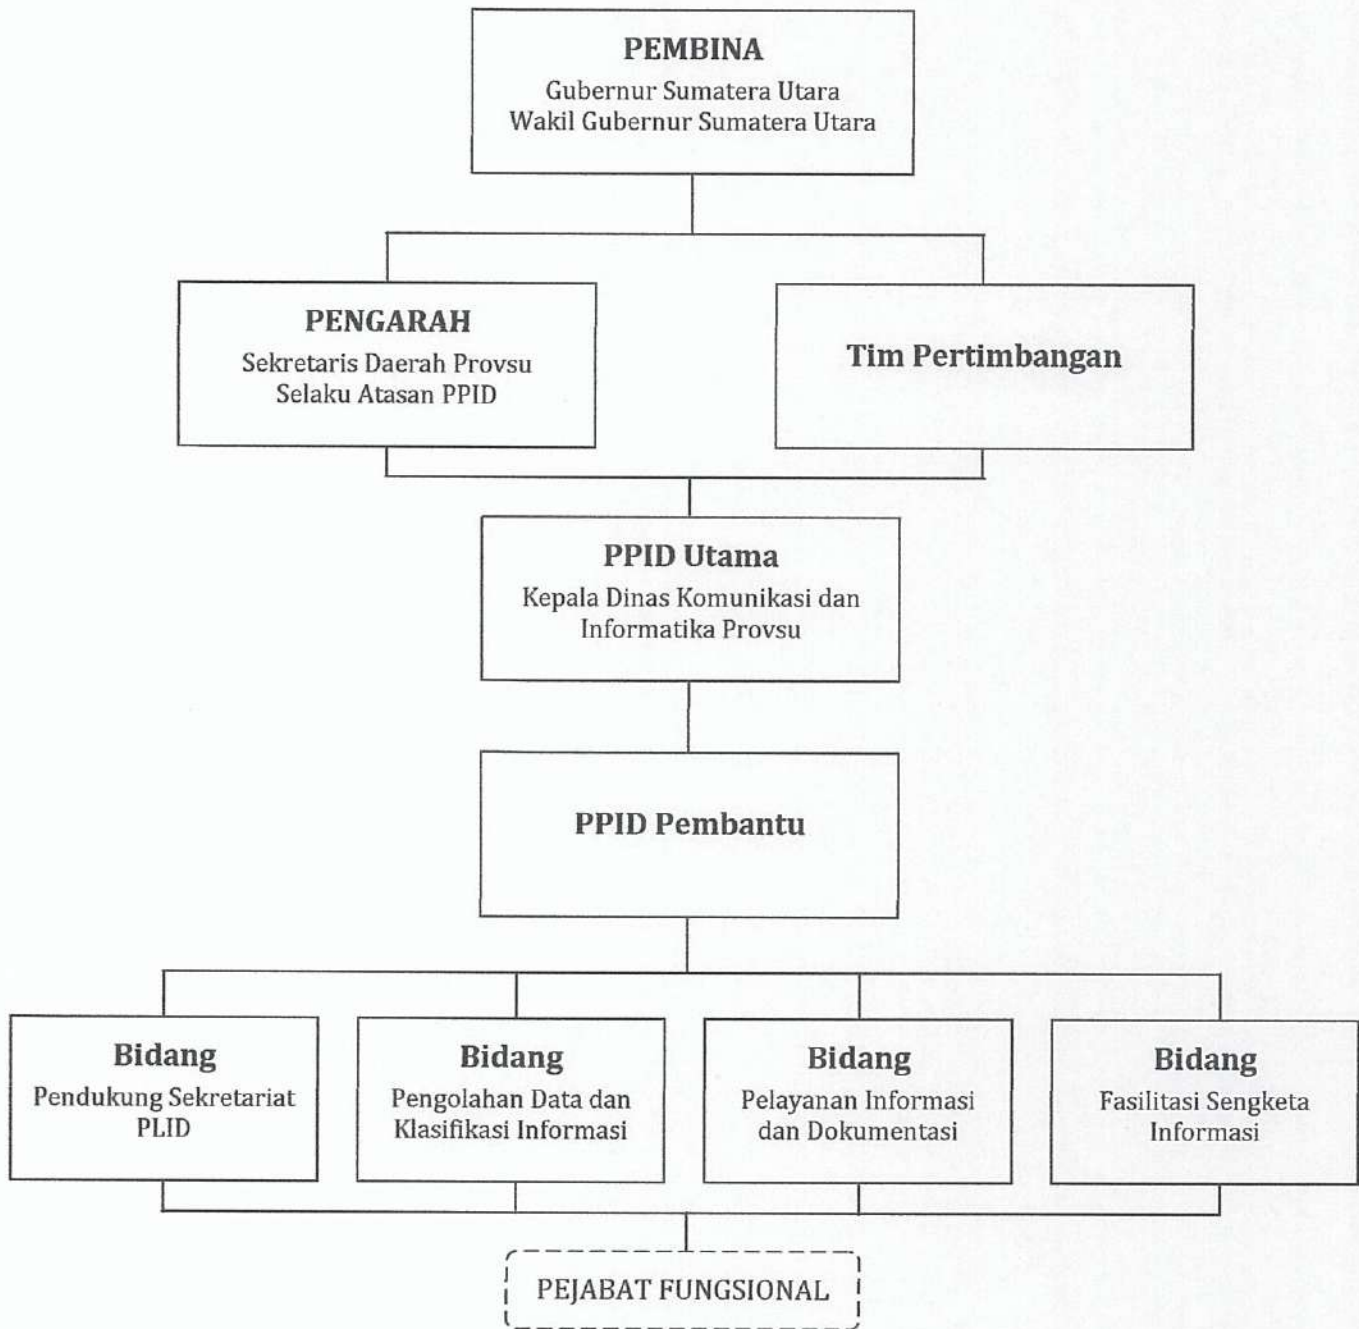 PEMBINA
Gubernur Sumatera Utara
Wakil Gubernur Sumatera Utara
PENGARAH
Sekretaris Daerah Provsu
Selaku Atasan PPID
Tim Pertimbangan
PPID Utama
Kepala Dinas Komunikasi dan
Informatika Provsu
PPID Pembantu
Bidang
Pendukung Sekretariat
PLID
Bidang
Pengolahan Data dan
Klasifikasi Informasi
Bidang
Pelayanan Informasi
dan Dokumentasi
Bidang
Fasilitasi Sengketa
Informasi
PEJABAT FUNGSIONAL